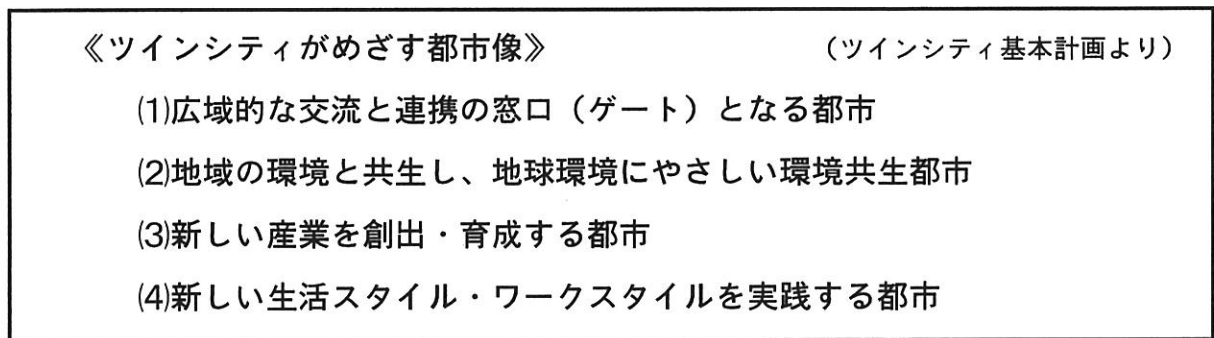 《ツインシティがめざす都市像》 （ツインシティ基本計画より）
⑴広域的な交流と連携の窓口（ゲート）となる都市
⑵地域の環境と共生し、地球環境にやさしい環境共生都市
⑶新しい産業を創出・育成する都市
⑷新しい生活スタイル・ワークスタイルを実践する都市